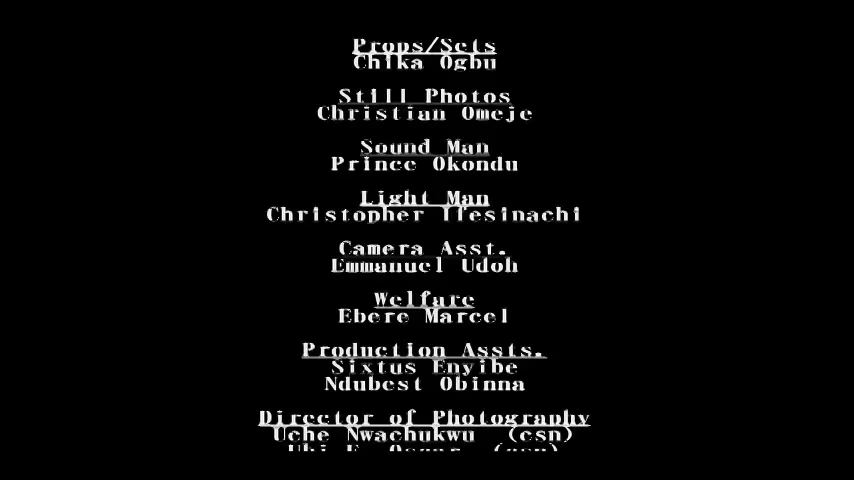 Props/Sets
Chika Ogbu
Still Photos
Christian Omeje
Sound Man
Prince Okondu
Light Man
Christopher Ifesinachi
Camera Asst.
Emmanuel Udoh
Welfare
Ebere Marcel
Production Assts.
Sixtus Enyibe
Ndubest Obinna
Director of Photography
Uche Nwachukwu (csn)